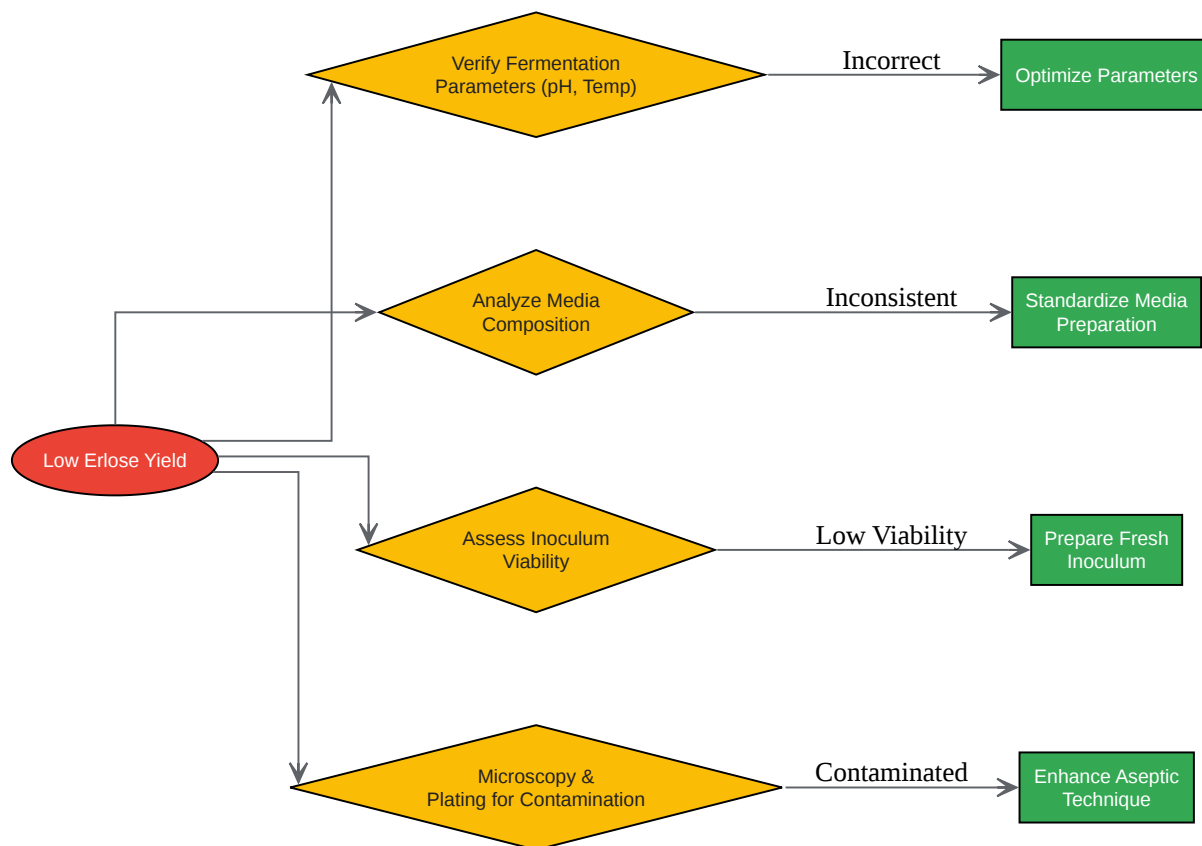 Verify Fermentation
Parameters (pH, Temp)
Incorrect
Optimize Parameters
Analyze Media
Composition
Inconsistent
Standardize Media
Preparation
Low Erlose Yield
Assess Inoculum
Viability
Low Viability
Prepare Fresh
Inoculum
Microscopy &
Plating for Contamination
Contaminated
Enhance Aseptic
Technique